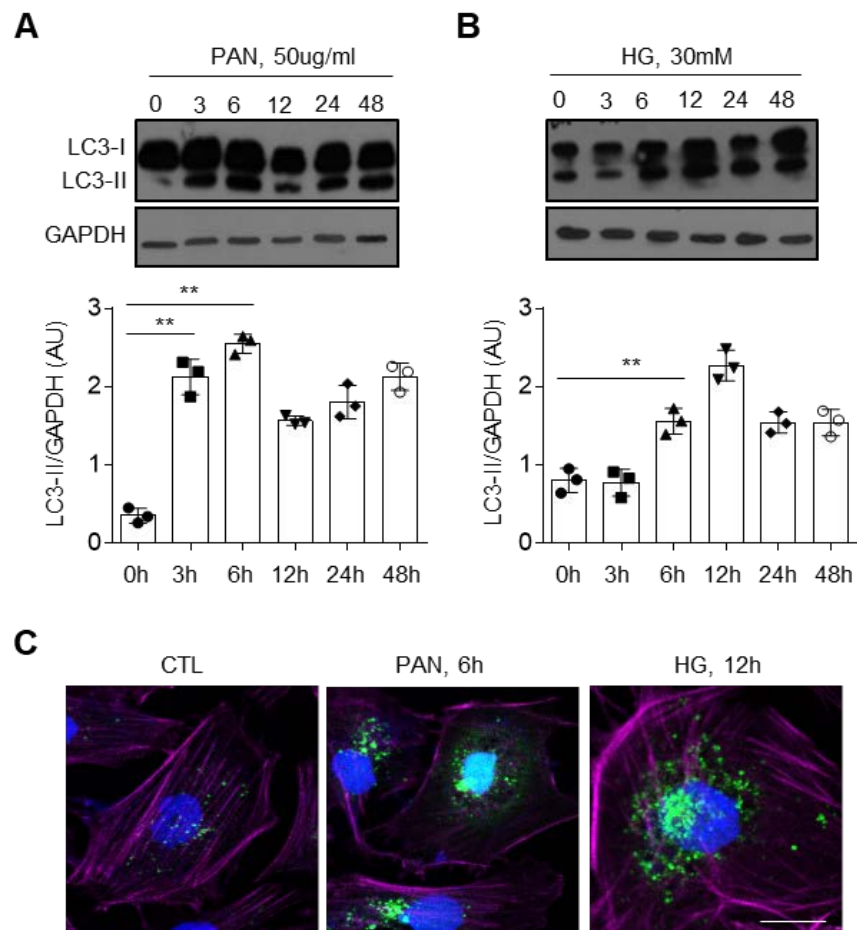 A
PAN, 50ug/ml
0 3 6 12 24 48
LC3-I
LC3-II
GAPDH
**
**
LC3-II/GAPDH (AU)
3
2
1
0
0h 3h 6h 12h 24h 48h
B
HG, 30mM
0 3 6 12 24 48
**
LC3-II/GAPDH (AU)
3
2
1
0
0h 3h 6h 12h 24h 48h
C
CTL
PAN, 6h
HG, 12h